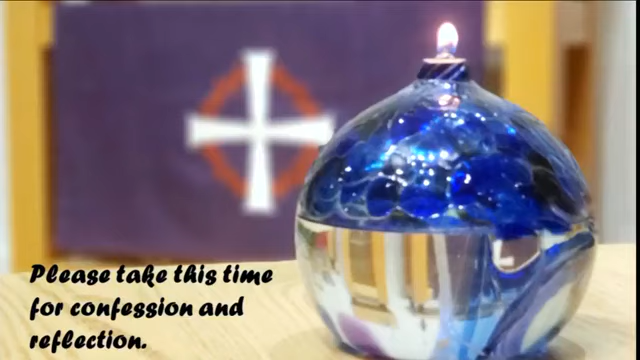 Please take this time
for confession and
reflection.